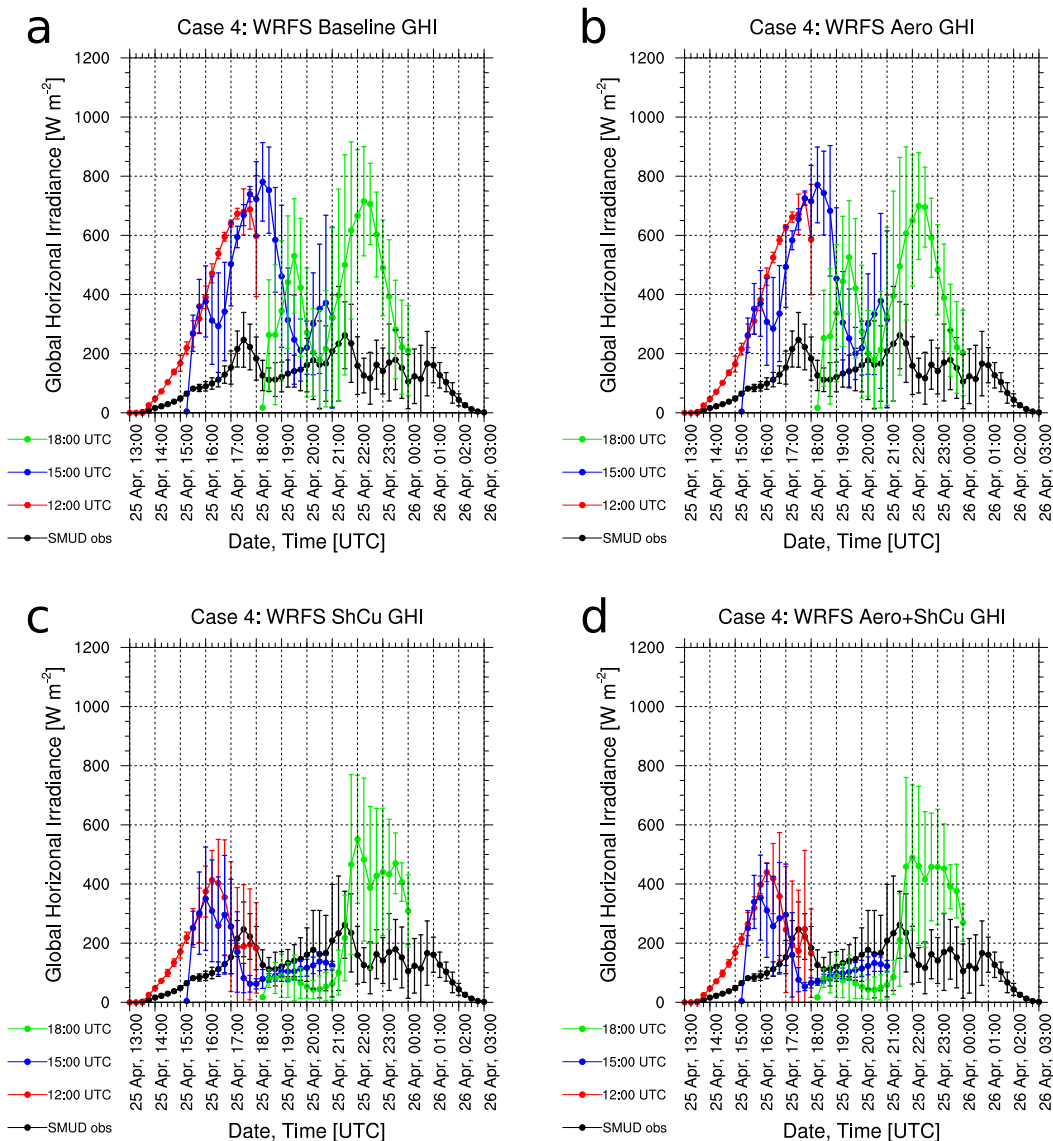 a
Case 4: WRFS Baseline GHI
Global Horizonal Irradiance [W m-2]
1200
1000
800
600
400
200
0
25 Apr, 13:00
25 Apr, 14:00
25 Apr, 15:00
25 Apr, 16:00
25 Apr, 17:00
25 Apr, 18:00
25 Apr, 19:00
25 Apr, 20:00
25 Apr, 21:00
25 Apr, 22:00
25 Apr, 23:00
26 Apr, 00:00
26 Apr, 01:00
26 Apr, 02:00
26 Apr, 03:00
18:00 UTC
15:00 UTC
12:00 UTC
SMUD obs
Date, Time [UTC]
b
Case 4: WRFS Aero GHI
Global Horizonal Irradiance [W m-2]
1200
1000
800
600
400
200
0
25 Apr, 13:00
25 Apr, 14:00
25 Apr, 15:00
25 Apr, 16:00
25 Apr, 17:00
25 Apr, 18:00
25 Apr, 19:00
25 Apr, 20:00
25 Apr, 21:00
25 Apr, 22:00
25 Apr, 23:00
26 Apr, 00:00
26 Apr, 01:00
26 Apr, 02:00
26 Apr, 03:00
18:00 UTC
15:00 UTC
12:00 UTC
SMUD obs
Date, Time [UTC]
c
Case 4: WRFS ShCu GHI
Global Horizonal Irradiance [W m-2]
1200
1000
800
600
400
200
0
25 Apr, 13:00
25 Apr, 14:00
25 Apr, 15:00
25 Apr, 16:00
25 Apr, 17:00
25 Apr, 18:00
25 Apr, 19:00
25 Apr, 20:00
25 Apr, 21:00
25 Apr, 22:00
25 Apr, 23:00
26 Apr, 00:00
26 Apr, 01:00
26 Apr, 02:00
26 Apr, 03:00
18:00 UTC
15:00 UTC
12:00 UTC
SMUD obs
Date, Time [UTC]
d
Case 4: WRFS Aero+ShCu GHI
Global Horizonal Irradiance [W m-2]
1200
1000
800
600
400
200
0
25 Apr, 13:00
25 Apr, 14:00
25 Apr, 15:00
25 Apr, 16:00
25 Apr, 17:00
25 Apr, 18:00
25 Apr, 19:00
25 Apr, 20:00
25 Apr, 21:00
25 Apr, 22:00
25 Apr, 23:00
26 Apr, 00:00
26 Apr, 01:00
26 Apr, 02:00
26 Apr, 03:00
18:00 UTC
15:00 UTC
12:00 UTC
SMUD obs
Date, Time [UTC]